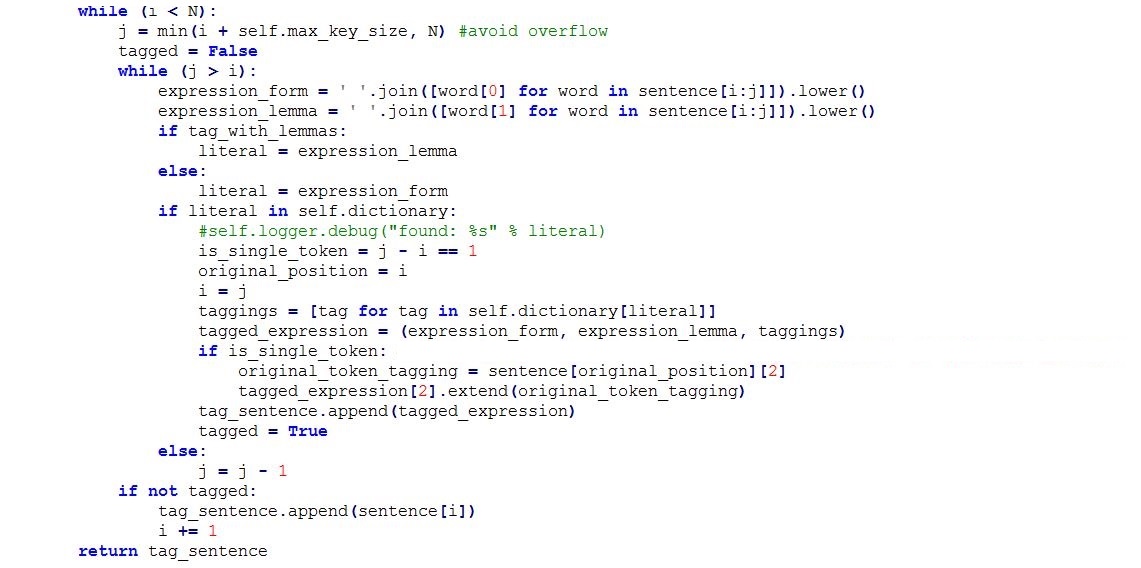 while (i < N):
j = min(i + self.max_key_size, N) #avoid overflow
tagged = False
while (j > i):
expression_form = ' '.join([word[0] for word in sentence[i:j]]).lower()
expression_lemma = ' '.join([word[1] for word in sentence[i:j]]).lower()
if tag_with_lemmas:
literal = expression_lemma
else:
literal = expression_form
if literal in self.dictionary:
#self.logger.debug("found: %s" % literal)
is_single_token = j - i == 1
original_position = i
i = j
taggings = [tag for tag in self.dictionary[literal]]
tagged_expression = (expression_form, expression_lemma, taggings)
if is_single_token:
original_token_tagging = sentence[original_position][2]
tagged_expression[2].extend(original_token_tagging)
tag_sentence.append(tagged_expression)
tagged = True
else:
j = j - 1
if not tagged:
tag_sentence.append(sentence[i])
i += 1
return tag_sentence